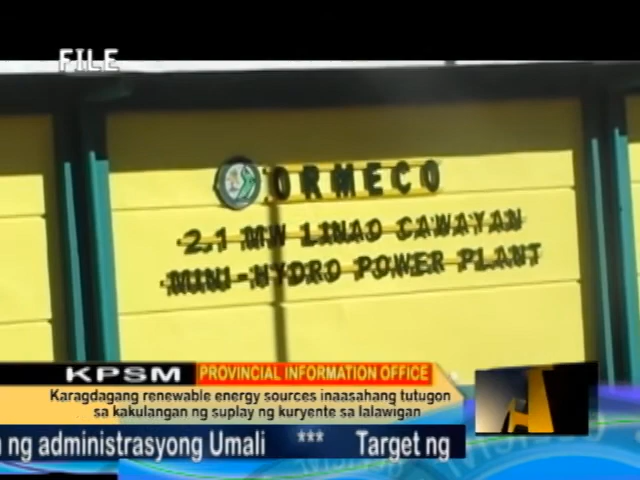 FILE
ORMECO
2.1 MW LINAO CAWAYAN
MINI-HYDRO POWER PLANT
KPSM PROVINCIAL INFORMATION OFFICE
Karagdagang renewable energy sources inaasahang tutugon
sa kakulangan ng suplay ng kuryente sa lalawigan
ng administrasyong Umali *** Target ng